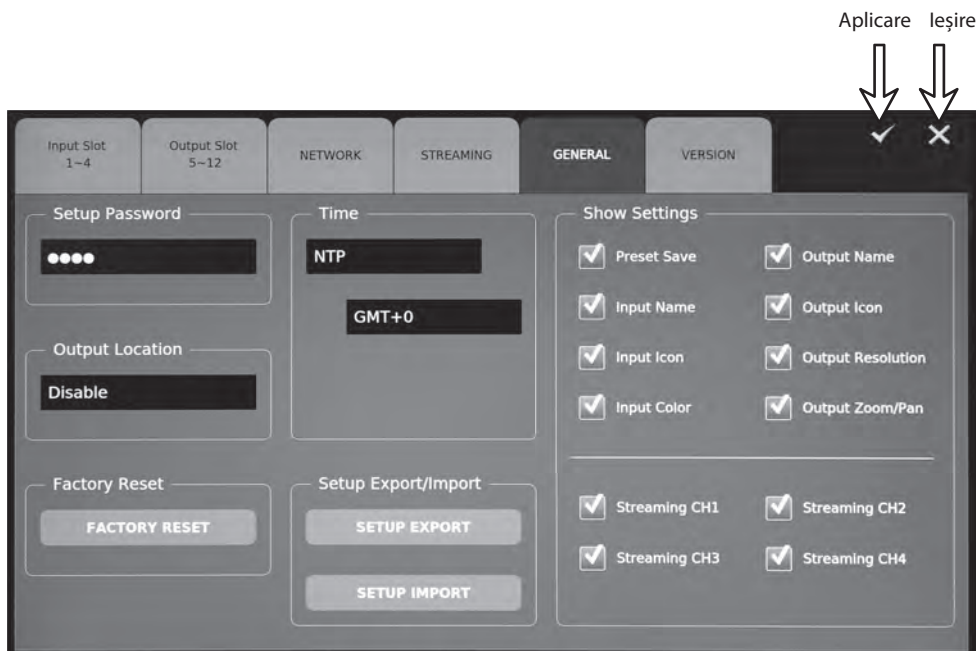 Aplicare Ieșire
Input Slot
1~4
Output Slot
5~12
NETWORK
STREAMING
GENERAL
VERSION
Setup Password
●●●●
Output Location
Disable
Factory Reset
FACTORY RESET
Time
NTP
GMT+0
Setup Export/Import
SETUP EXPORT
SETUP IMPORT
Show Settings
Preset Save
Output Name
Input Name
Output Icon
Input Icon
Output Resolution
Input Color
Output Zoom/Pan
Streaming CH1
Streaming CH2
Streaming CH3
Streaming CH4